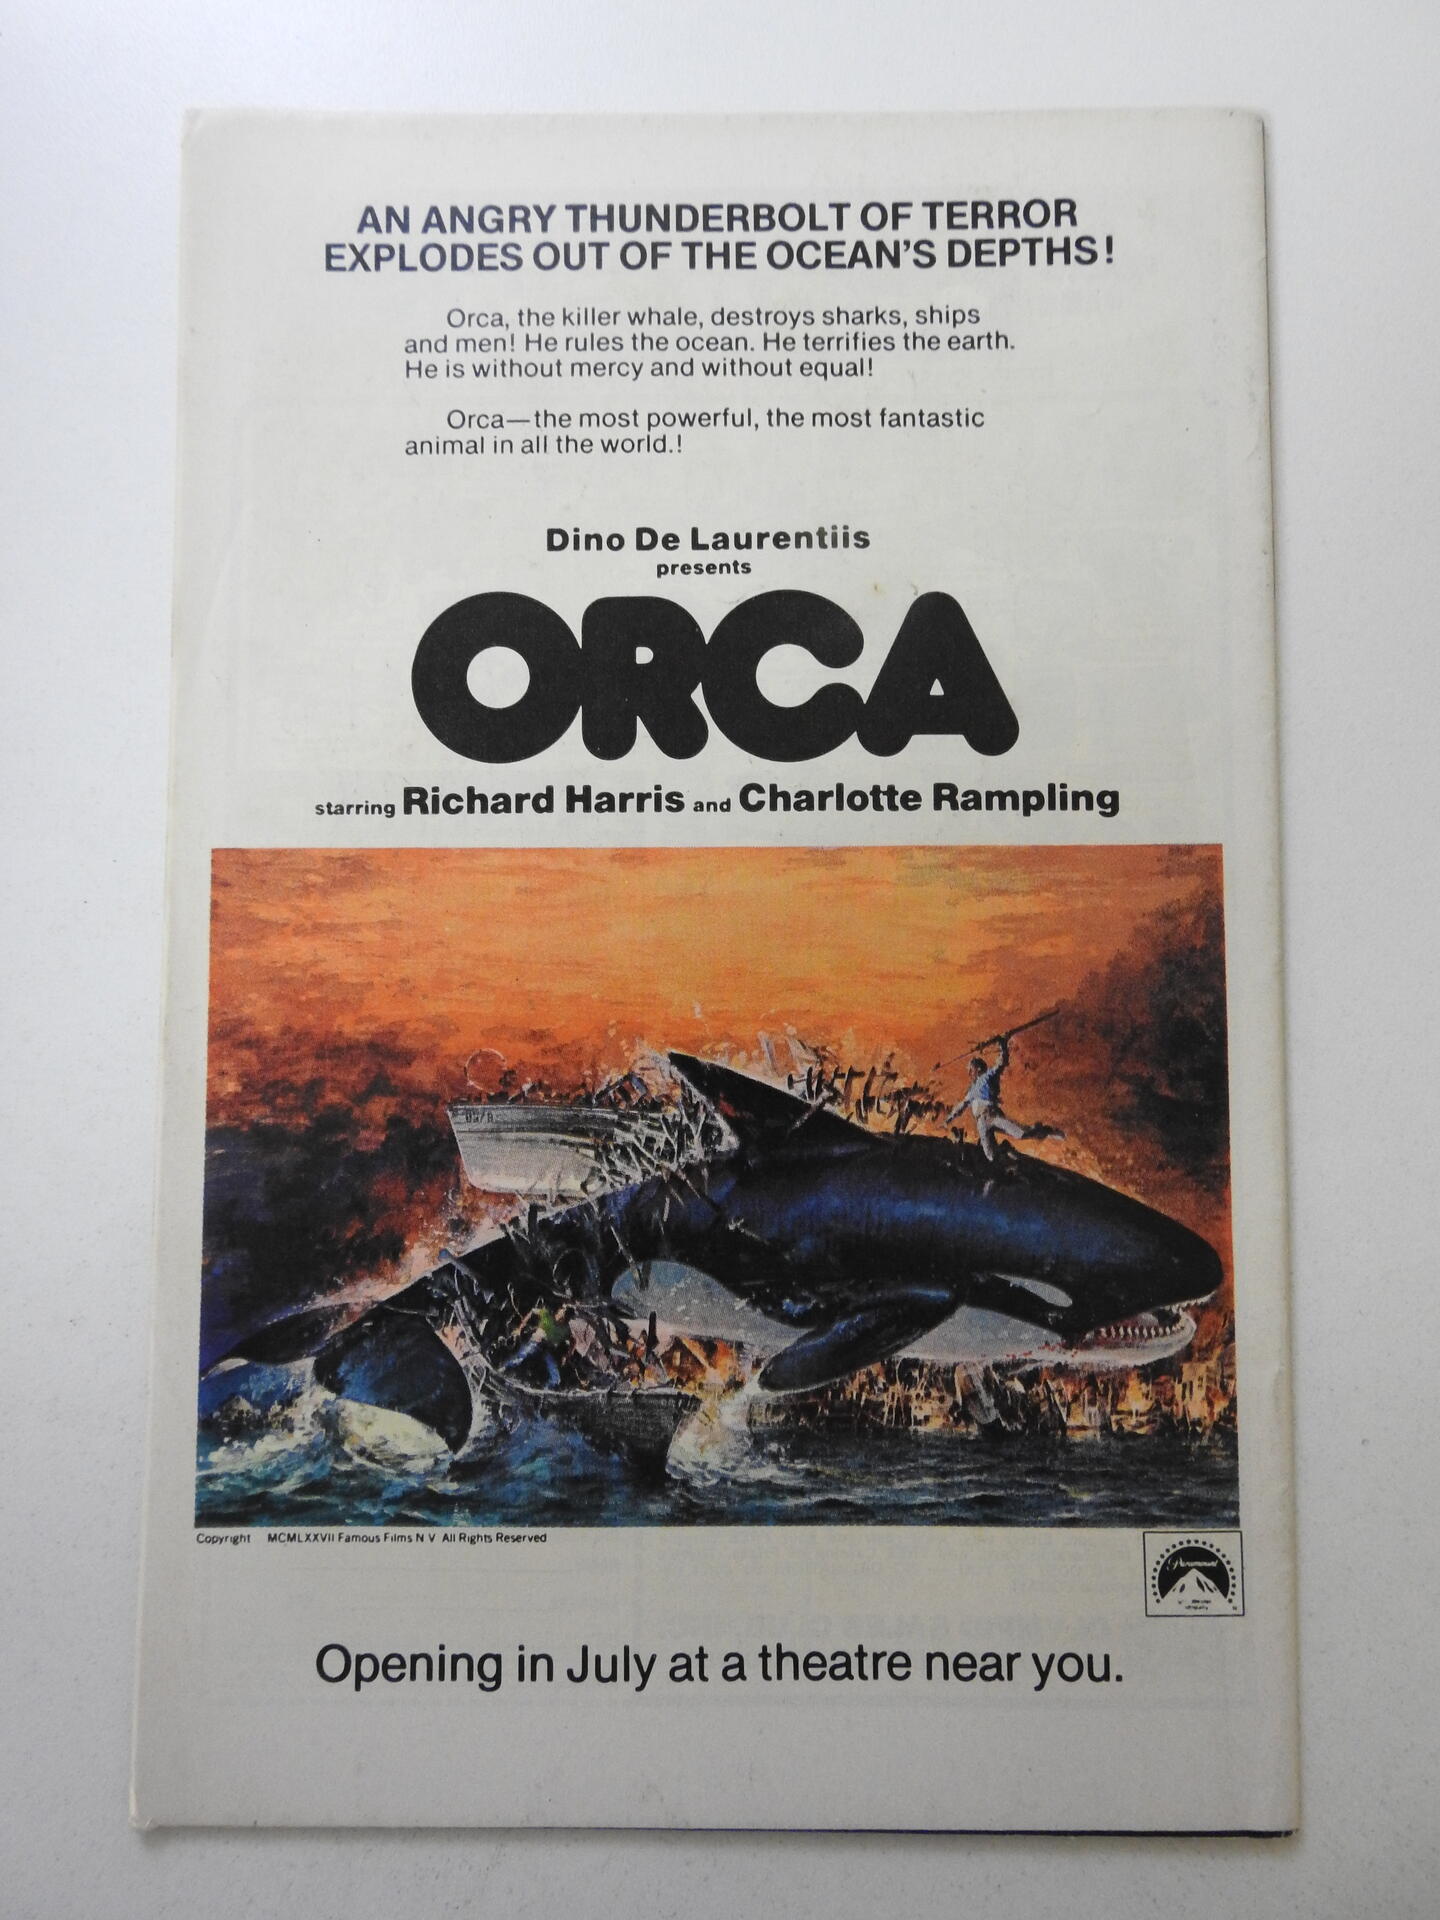 AN ANGRY THUNDERBOLT OF TERROR
EXPLODES OUT OF THE OCEAN'S DEPTHS!
Orca, the killer whale, destroys sharks, ships
and men! He rules the ocean. He terrifies the earth.
He is without mercy and without equal!
Orca—the most powerful, the most fantastic
animal in all the world.!
Dino De Laurentiis
presents
ORCA
starring Richard Harris and Charlotte Rampling
Copyright MCMLXXVII Famous Films N V All Rights Reserved
Paramount
Opening in July at a theatre near you.